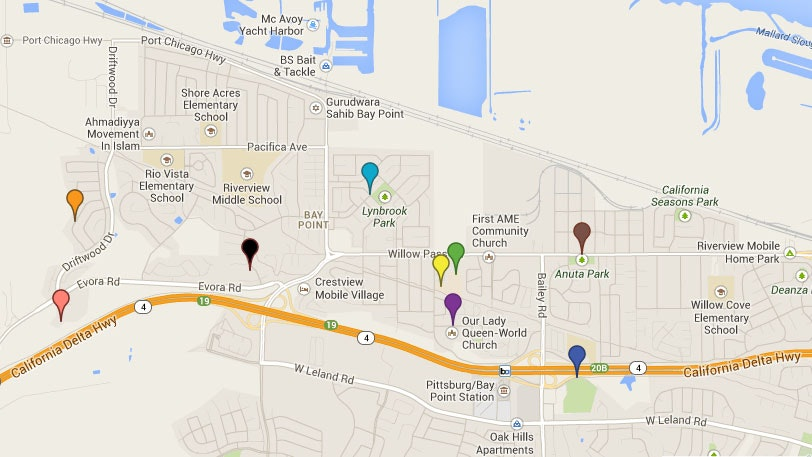 Mc Avoy
Yacht Harbor
Mallard Slou
Port Chicago Hwy
Port Chicago Hwy
BS Bait
& Tackle
Driftwood Dr
Shore Acres
Elementary
School
Gurudwara
Sahib Bay Point
Ahmadiyya
Movement
In Islam
Pacifica Ave
Rio Vista
Elementary
School
Riverview
Middle School
California
Seasons Park
Lynbrook
Park
BAY
POINT
First AME
Community
Church
Driftwood Dr
Willow Pass
Riverview Mobile
Home Park
Anuta Park
Evora Rd
Evora Rd
Crestview
Mobile Village
Bailey Rd
Deanza
Willow Cove
Elementary
School
4
19
19
4
Our Lady
Queen-World
Church
California Delta Hwy
W Leland Rd
20B
4
California Delta Hwy
Pittsburg/Bay
Point Station
W Leland Rd
Oak Hills
Apartments